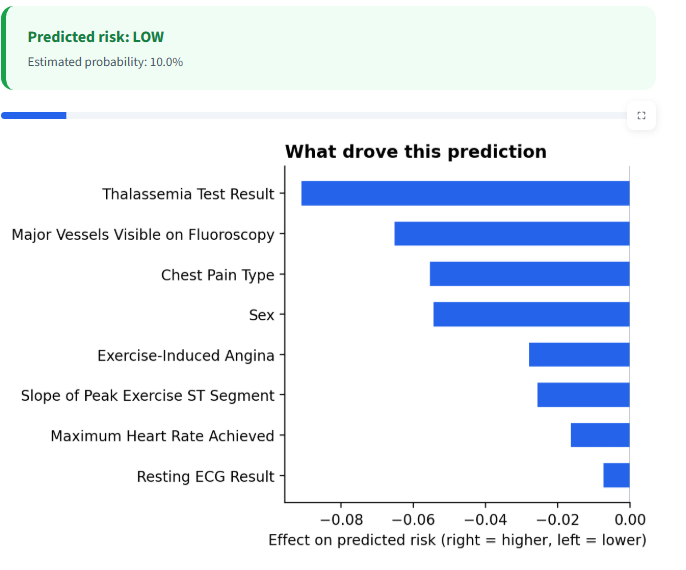 Predicted risk: LOW
Estimated probability: 10.0%
What drove this prediction
Thalassemia Test Result
Major Vessels Visible on Fluoroscopy
Chest Pain Type
Sex
Exercise-Induced Angina
Slope of Peak Exercise ST Segment
Maximum Heart Rate Achieved
Resting ECG Result
−0.08 −0.06 −0.04 −0.02 0.00
Effect on predicted risk (right = higher, left = lower)